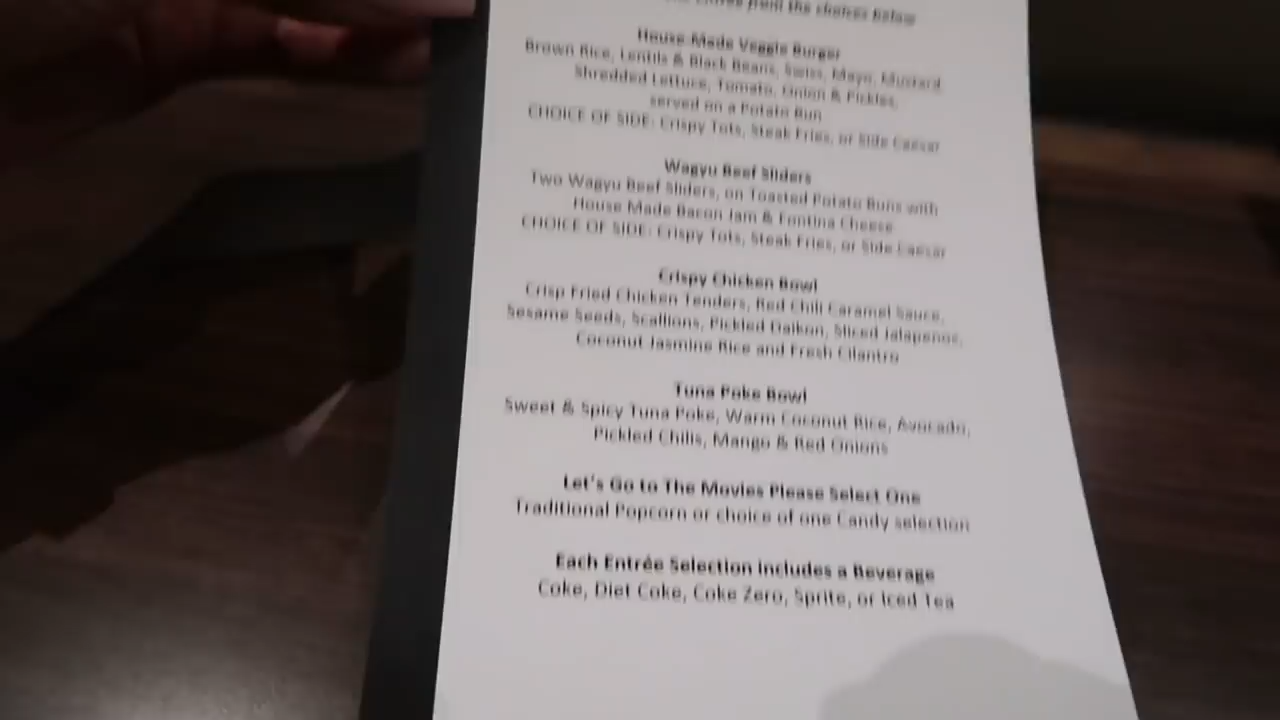 from the choices below
House Made Veggie Burger
Brown Rice, Lentils & Black Beans, Swiss, Mayo, Mustard
Shredded Lettuce, Tomato, Onion & Pickles,
served on a Potato Bun
CHOICE OF SIDE: Crispy Tots, Steak Fries, or Side Caesar
Wagyu Beef Sliders
Two Wagyu Beef Sliders, on Toasted Potato Buns with
House Made Bacon Jam & Fontina Cheese
CHOICE OF SIDE: Crispy Tots, Steak Fries, or Side Caesar
Crispy Chicken Bowl
Crisp Fried Chicken Tenders, Red Chili Caramel Sauce,
Sesame Seeds, Scallions, Pickled Daikon, Sliced Jalapenos,
Coconut Jasmine Rice and Fresh Cilantro
Tuna Poke Bowl
Sweet & Spicy Tuna Poke, Warm Coconut Rice, Avocado,
Pickled Chilis, Mango & Red Onions
Let's Go to The Movies Please Select One
Traditional Popcorn or choice of one Candy selection
Each Entrée Selection includes a Beverage
Coke, Diet Coke, Coke Zero, Sprite, or Iced Tea